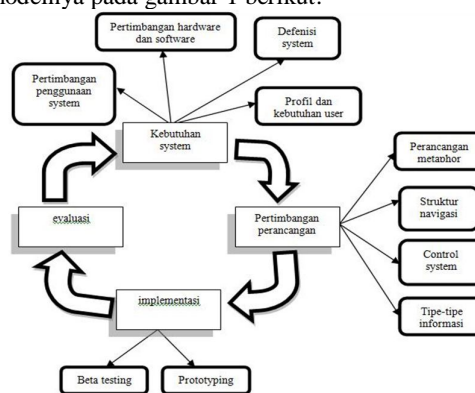 modelnya pada gambar 1 berikut:
Pertimbangan hardware
dan software
Defenisi
system
Pertimbangan
penggunaan
system
Profil dan
kebutuhan user
Kebutuhan
system
Perancangan
metaphor
Struktur
navigasi
evaluasi
Pertimbangan
perancangan
Control
system
implementasi
Tipe-tipe
informasi
Beta testing
Prototyping